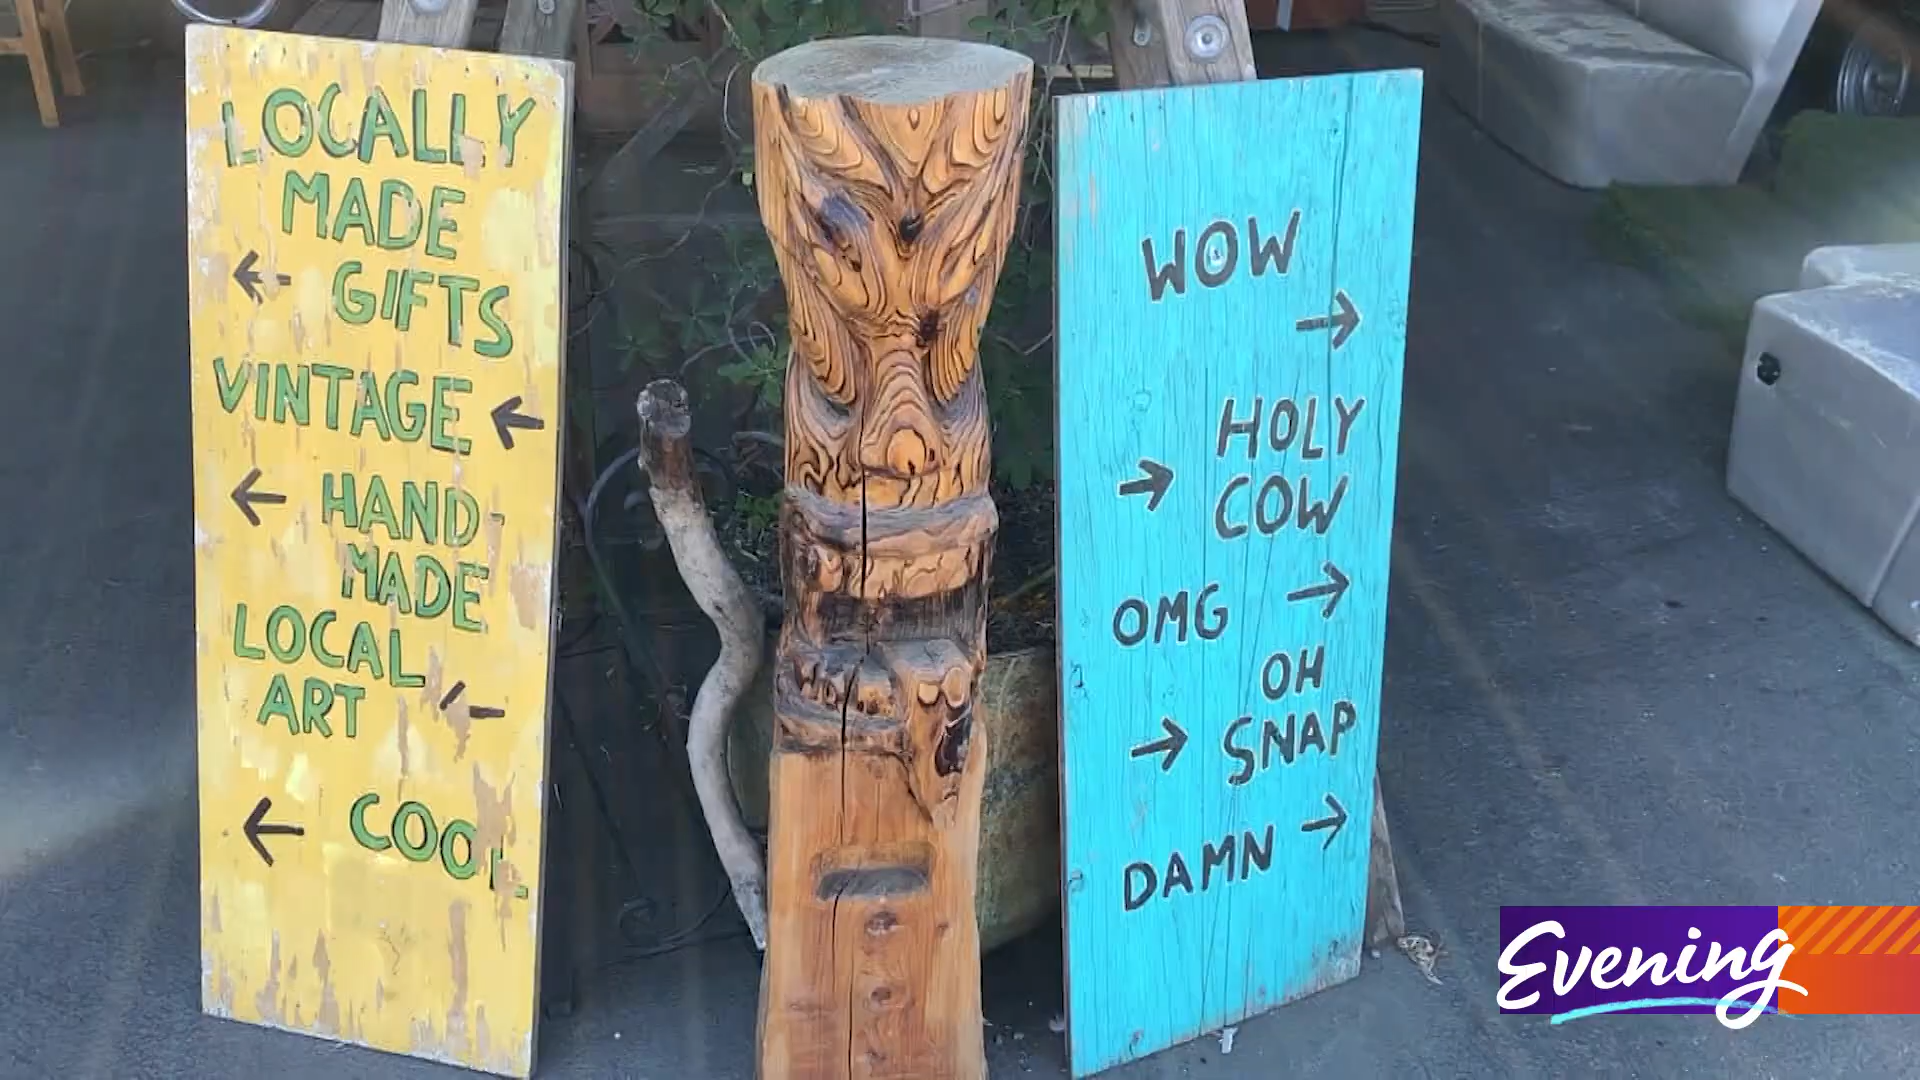 LOCALLY
MADE
← GIFTS
VINTAGE ←
← HAND-
MADE
LOCAL
ART ←
← COOL
WOW
→
HOLY
→ COW
OMG →
OH
→ SNAP
DAMN →
Evening